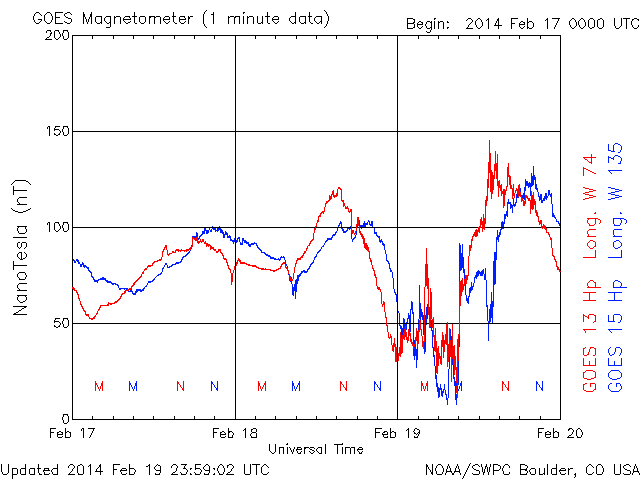 GOES Magnetometer (1 minute data)
Begin: 2014 Feb 17 0000 UTC
200
150
100
50
0
NanoTesla (nT)
M M N N M M N N M M N N
Feb 17 Feb 18 Feb 19 Feb 20
Universal Time
GOES 13 Hp Long. W 74
GOES 15 Hp Long. W 135
Updated 2014 Feb 19 23:59:02 UTC
NOAA/SWPC Boulder, CO USA